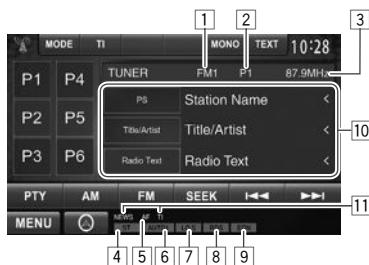 1 2 3
MODE TI MONO TEXT 10:28
P1 P4 TUNER FM1 P1 87.9MHz
PS Station Name <
P2 P5 Title/Artist Title/Artist < 10
P3 P6 Radio Text Radio Text <
PTY AM FM SEEK
11
MENU NEWS AF TI
4 5 6 7 8 9